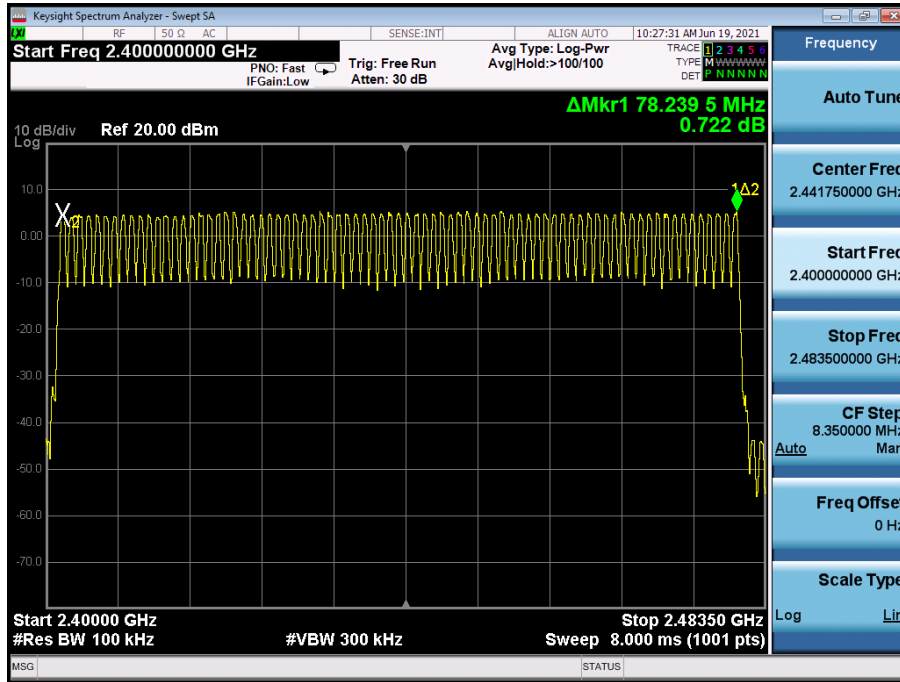 Keysight Spectrum Analyzer - Swept SA
LXI RF 50 Ω AC SENSE:INT ALIGN AUTO 10:27:31 AM Jun 19, 2021
Start Freq 2.400000000 GHz
PNO: Fast
IFGain:Low
Trig: Free Run
Atten: 30 dB
Avg Type: Log-Pwr
Avg|Hold:>100/100
TRACE 1 2 3 4 5 6
TYPE M WWWWW
DET P N N N N N
ΔMkr1 78.239 5 MHz
0.722 dB
10 dB/div Ref 20.00 dBm
Log
10.0
0.00
-10.0
-20.0
-30.0
-40.0
-50.0
-60.0
-70.0
X2
1Δ2
Start 2.40000 GHz Stop 2.48350 GHz
#Res BW 100 kHz #VBW 300 kHz Sweep 8.000 ms (1001 pts)
MSG STATUS
Frequency
Auto Tune
Center Freq
2.441750000 GHz
Start Freq
2.400000000 GHz
Stop Freq
2.483500000 GHz
CF Step
8.350000 MHz
Auto Man
Freq Offset
0 Hz
Scale Type
Log Lin